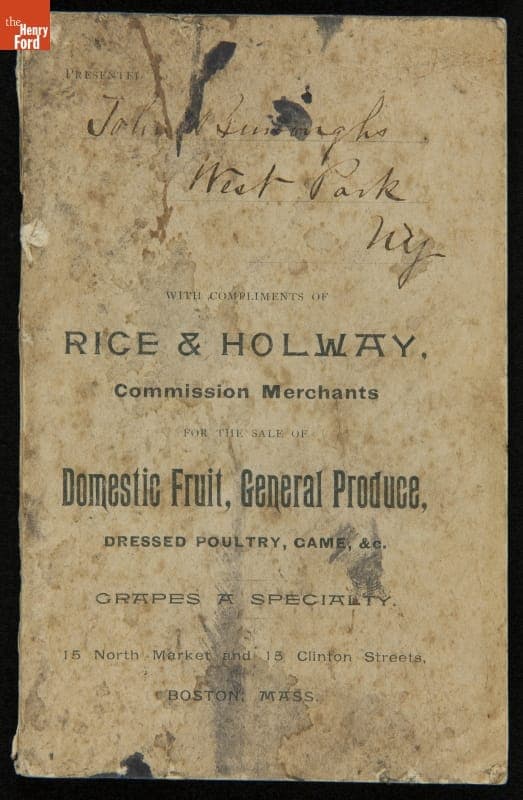 the
Henry
Ford
PRESENTED
John Burroughs
West Park
NY
WITH COMPLIMENTS OF
RICE & HOLWAY,
Commission Merchants
FOR THE SALE OF
Domestic Fruit, General Produce,
DRESSED POULTRY, GAME, &c.
GRAPES A SPECIALTY.
15 North Market and 15 Clinton Streets,
BOSTON, MASS.